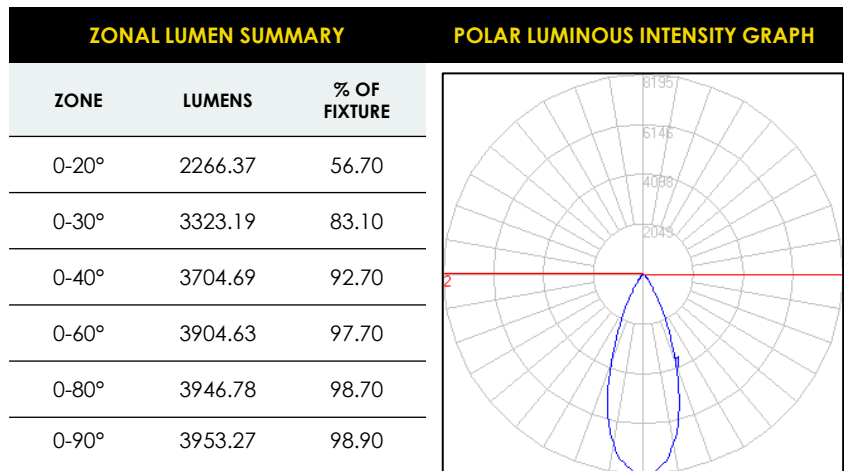 ZONAL LUMEN SUMMARY
ZONE LUMENS % OF FIXTURE
0-20° 2266.37 56.70
0-30° 3323.19 83.10
0-40° 3704.69 92.70
0-60° 3904.63 97.70
0-80° 3946.78 98.70
0-90° 3953.27 98.90
POLAR LUMINOUS INTENSITY GRAPH
8195
6146
4098
2049
2